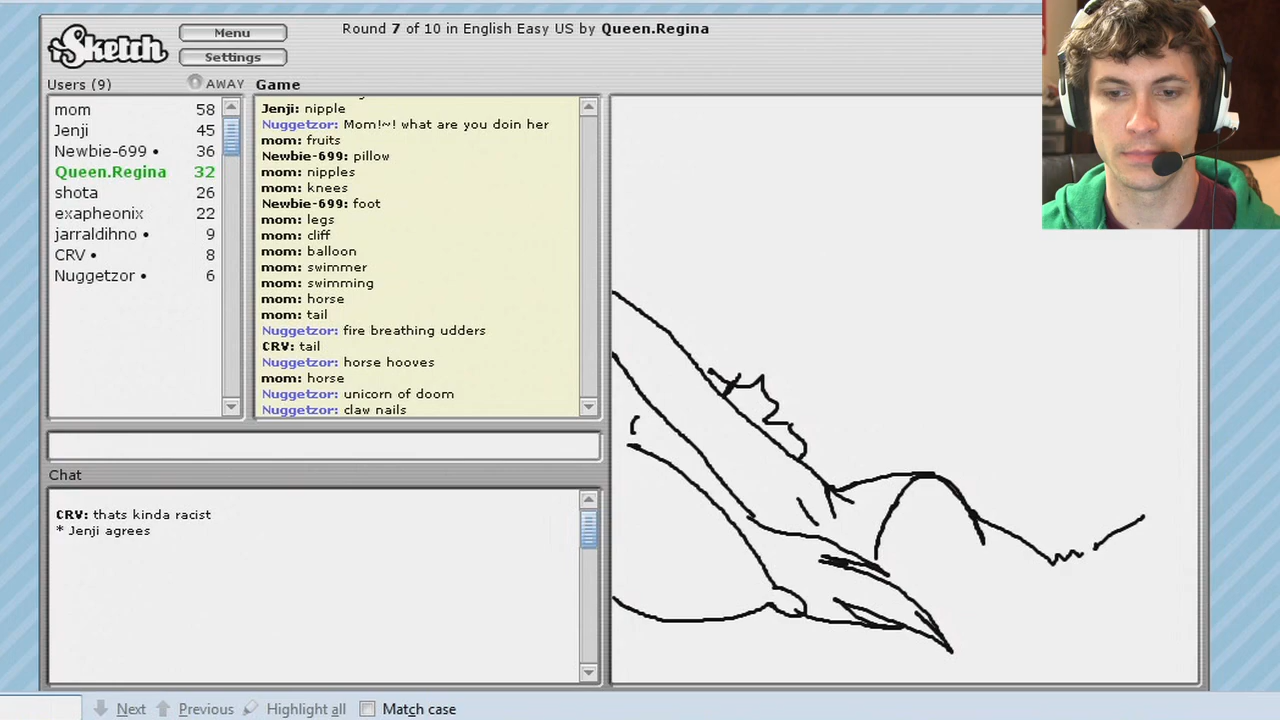 iSketch
Menu
Settings
Round 7 of 10 in English Easy US by Queen.Regina
Users (9)
AWAY
Game
mom 58
Jenji 45
Newbie-699 • 36
Queen.Regina 32
shota 26
exapheonix 22
jarraldihno • 9
CRV • 8
Nuggetzor • 6
Jenji: nipple
Nuggetzor: Mom!~! what are you doin her
mom: fruits
Newbie-699: pillow
mom: nipples
mom: knees
Newbie-699: foot
mom: legs
mom: cliff
mom: balloon
mom: swimmer
mom: swimming
mom: horse
mom: tail
Nuggetzor: fire breathing udders
CRV: tail
Nuggetzor: horse hooves
mom: horse
Nuggetzor: unicorn of doom
Nuggetzor: claw nails
Chat
CRV: thats kinda racist
* Jenji agrees
Next
Previous
Highlight all
Match case